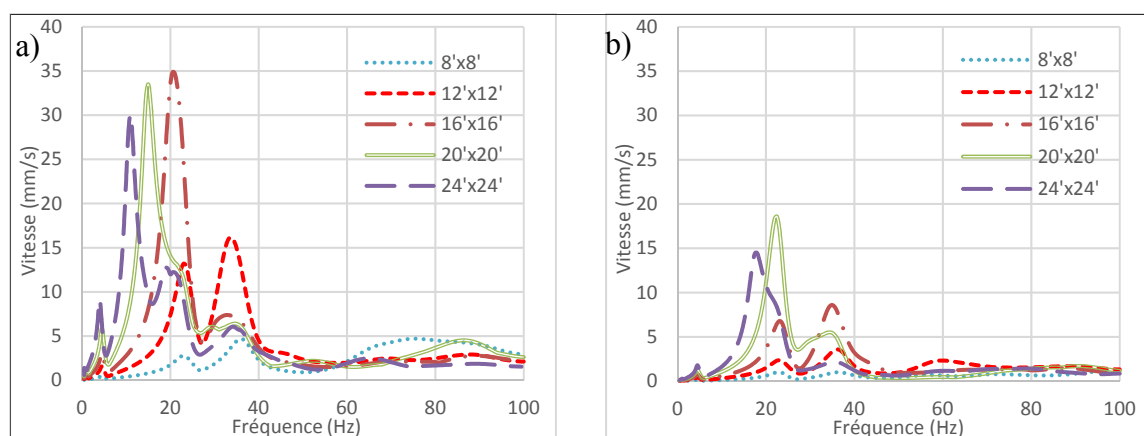 a)
Vitesse (mm/s)
40
35
30
25
20
15
10
5
0
8'x8'
12'x12'
16'x16'
20'x20'
24'x24'
0 20 40 60 80 100
Fréquence (Hz)
b)
Vitesse (mm/s)
40
35
30
25
20
15
10
5
0
8'x8'
12'x12'
16'x16'
20'x20'
24'x24'
0 20 40 60 80 100
Fréquence (Hz)